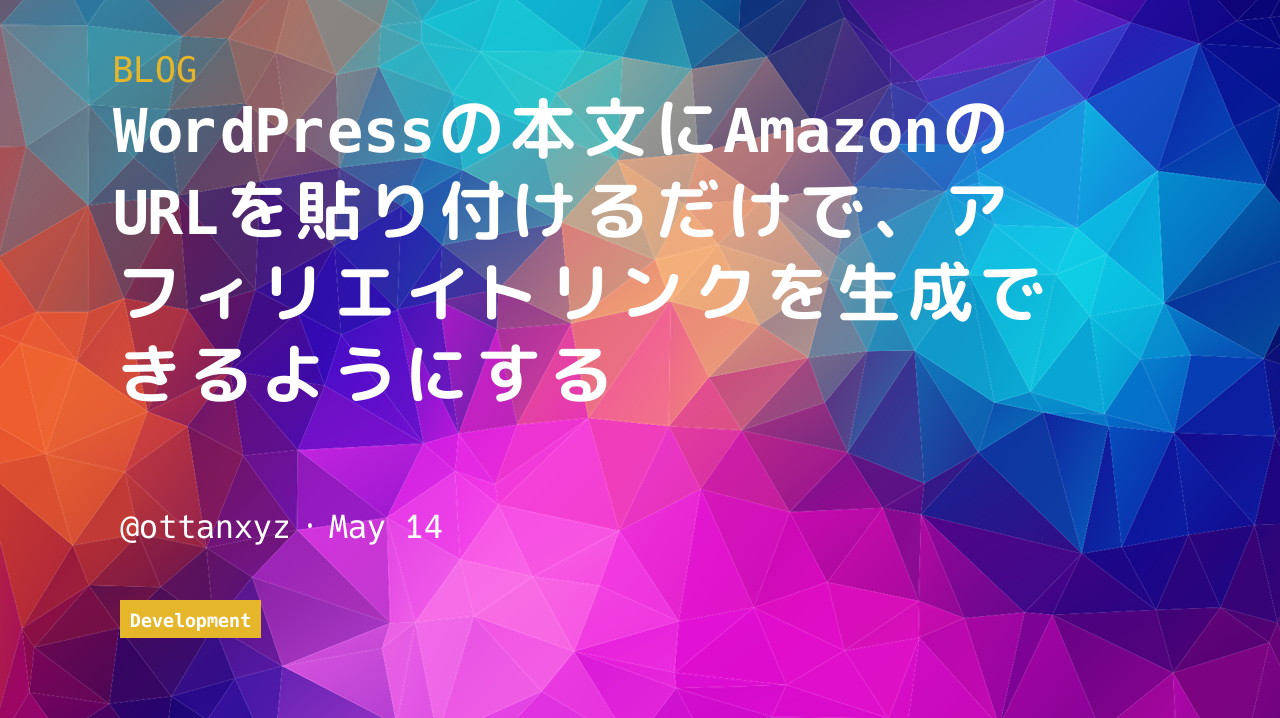 BLOG
WordPressの本文にAmazonの
URLを貼り付けるだけで、ア
フィリエイトリンクを生成で
きるようにする
@ottanxyz · May 14
Development